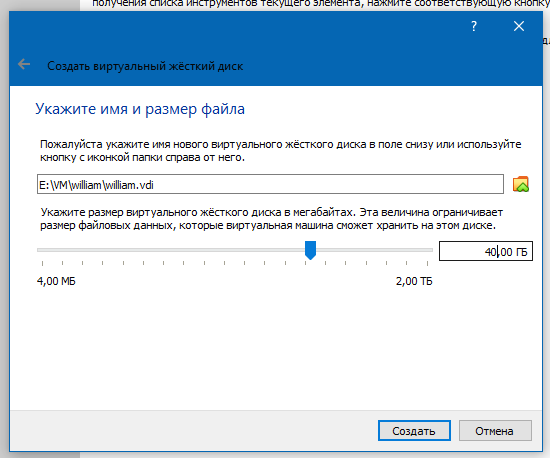 получения списка инструментов текущего элемента, нажмите соответствующую кнопку
?
Создать виртуальный жёсткий диск
Укажите имя и размер файла
Пожалуйста укажите имя нового виртуального жёсткого диска в поле снизу или используйте
кнопку с иконкой папки справа от него.
E:\VM\william\william.vdi
Укажите размер виртуального жёсткого диска в мегабайтах. Эта величина ограничивает
размер файловых данных, которые виртуальная машина сможет хранить на этом диске.
40,00 ГБ
4,00 МБ
2,00 ТБ
Создать
Отмена